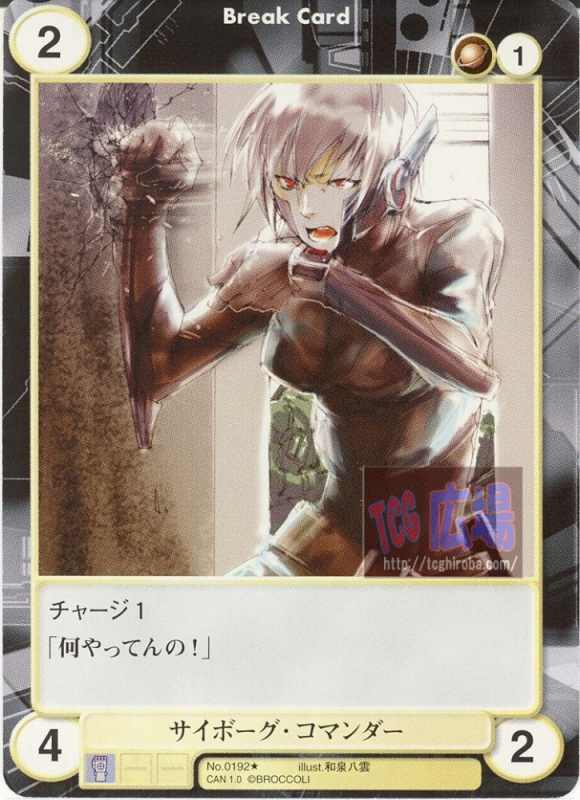 Break Card
2
1
TCG 広場
http://tcghiroba.com/
チャージ1
「何やってんの！」
サイボーグ・コマンダー
4
2
No.0192★ illust.和泉八雲
CAN 1.0 ©BROCCOLI